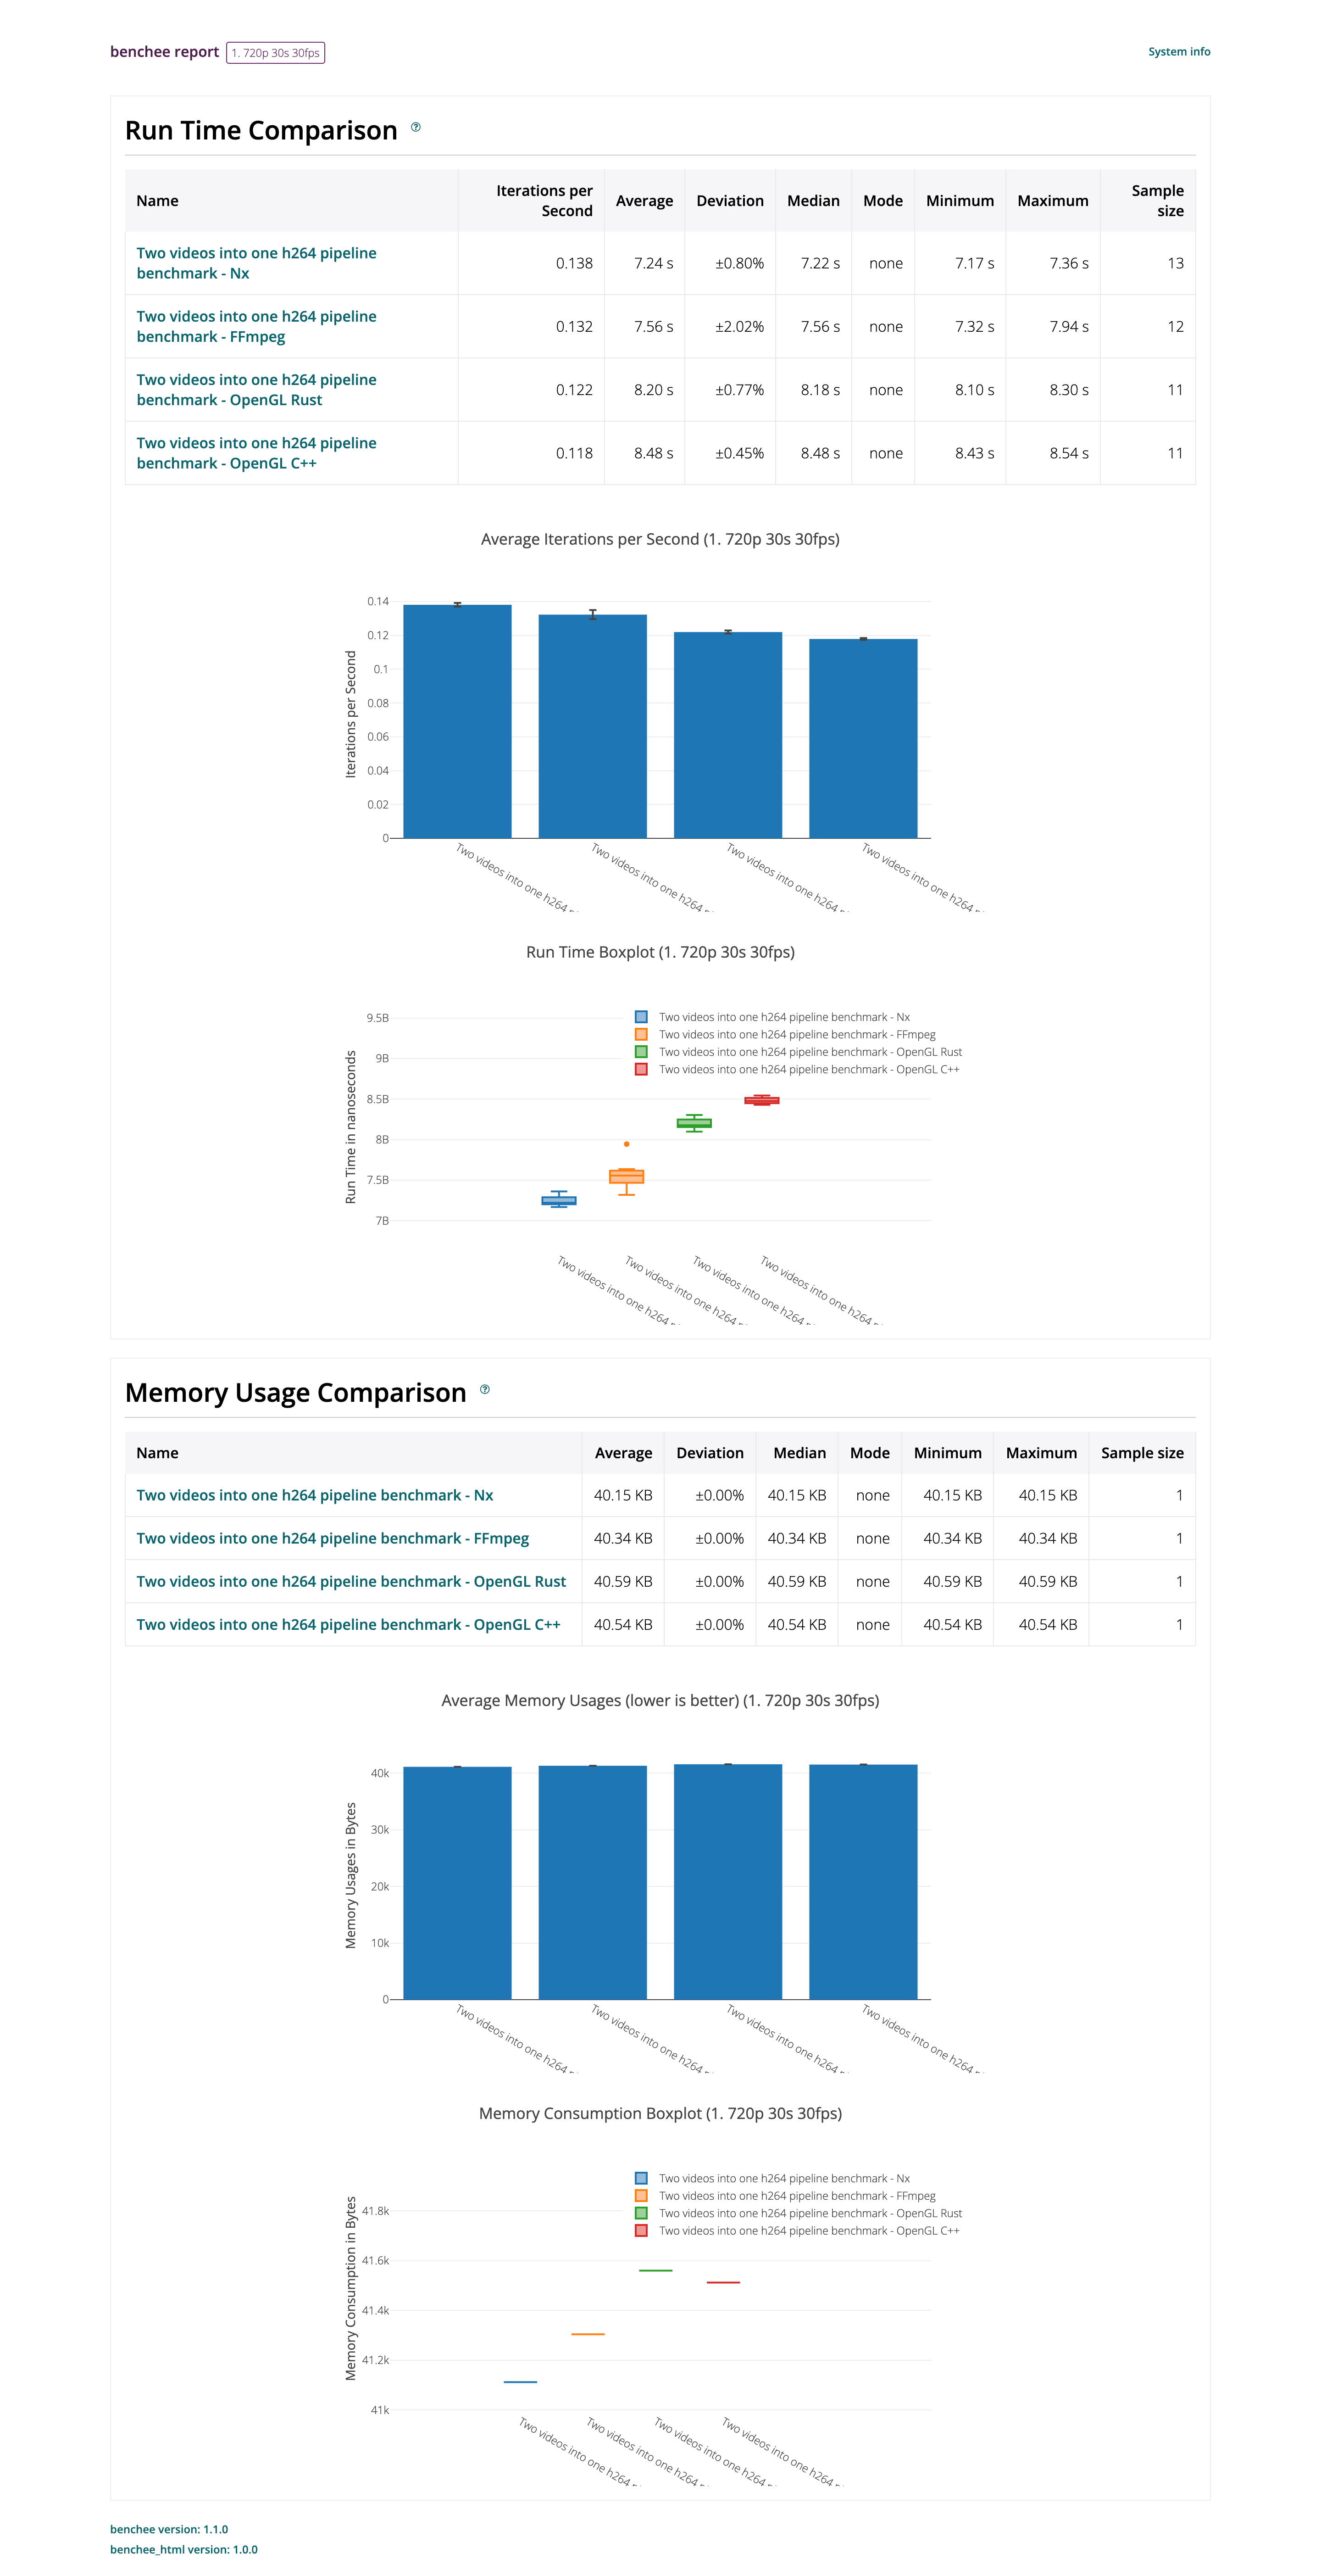 benchee report 1. 720p 30s 30fps System info
Run Time Comparison ?
Name Iterations per Second Average Deviation Median Mode Minimum Maximum Sample size
Two videos into one h264 pipeline benchmark - Nx 0.138 7.24 s ±0.80% 7.22 s none 7.17 s 7.36 s 13
Two videos into one h264 pipeline benchmark - FFmpeg 0.132 7.56 s ±2.02% 7.56 s none 7.32 s 7.94 s 12
Two videos into one h264 pipeline benchmark - OpenGL Rust 0.122 8.20 s ±0.77% 8.18 s none 8.10 s 8.30 s 11
Two videos into one h264 pipeline benchmark - OpenGL C++ 0.118 8.48 s ±0.45% 8.48 s none 8.43 s 8.54 s 11
Average Iterations per Second (1. 720p 30s 30fps)
Iterations per Second
0.14
0.12
0.1
0.08
0.06
0.04
0.02
0
Two videos into one h264
Two videos into one h264
Two videos into one h264
Two videos into one h264
Run Time Boxplot (1. 720p 30s 30fps)
Run Time in nanoseconds
9.5B
9B
8.5B
8B
7.5B
7B
Two videos into one h264 pipeline benchmark - Nx
Two videos into one h264 pipeline benchmark - FFmpeg
Two videos into one h264 pipeline benchmark - OpenGL Rust
Two videos into one h264 pipeline benchmark - OpenGL C++
Two videos into one h264
Two videos into one h264
Two videos into one h264
Two videos into one h264
Memory Usage Comparison ?
Name Average Deviation Median Mode Minimum Maximum Sample size
Two videos into one h264 pipeline benchmark - Nx 40.15 KB ±0.00% 40.15 KB none 40.15 KB 40.15 KB 1
Two videos into one h264 pipeline benchmark - FFmpeg 40.34 KB ±0.00% 40.34 KB none 40.34 KB 40.34 KB 1
Two videos into one h264 pipeline benchmark - OpenGL Rust 40.59 KB ±0.00% 40.59 KB none 40.59 KB 40.59 KB 1
Two videos into one h264 pipeline benchmark - OpenGL C++ 40.54 KB ±0.00% 40.54 KB none 40.54 KB 40.54 KB 1
Average Memory Usages (lower is better) (1. 720p 30s 30fps)
Memory Usages in Bytes
40k
30k
20k
10k
0
Two videos into one h264
Two videos into one h264
Two videos into one h264
Two videos into one h264
Memory Consumption Boxplot (1. 720p 30s 30fps)
Memory Consumption in Bytes
41.8k
41.6k
41.4k
41.2k
41k
Two videos into one h264 pipeline benchmark - Nx
Two videos into one h264 pipeline benchmark - FFmpeg
Two videos into one h264 pipeline benchmark - OpenGL Rust
Two videos into one h264 pipeline benchmark - OpenGL C++
Two videos into one h264
Two videos into one h264
Two videos into one h264
Two videos into one h264
benchee version: 1.1.0
benchee_html version: 1.0.0